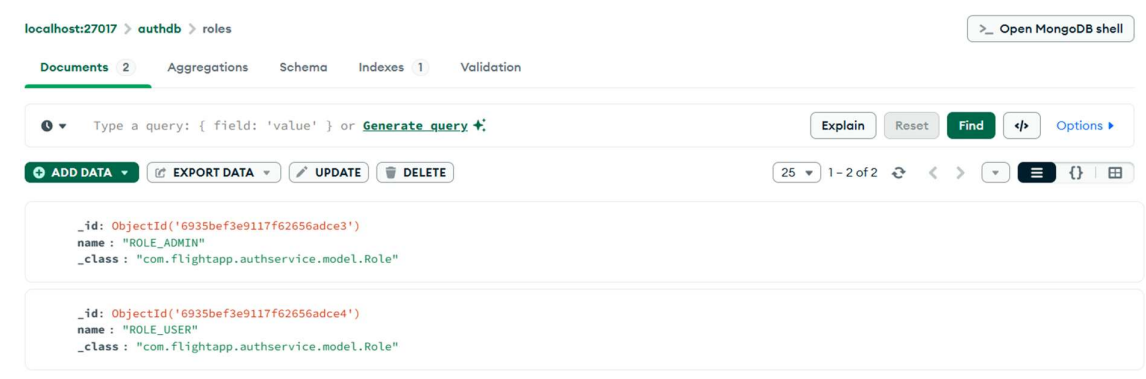 localhost:27017 > authdb > roles
>_ Open MongoDB shell
Documents 2 Aggregations Schema Indexes 1 Validation
Type a query: { field: 'value' } or Generate query
Explain Reset Find </> Options
ADD DATA EXPORT DATA UPDATE DELETE
25 1 – 2 of 2 {}
_id: ObjectId('6935bef3e9117f62656adce3')
name : "ROLE_ADMIN"
_class : "com.flightapp.authservice.model.Role"
_id: ObjectId('6935bef3e9117f62656adce4')
name : "ROLE_USER"
_class : "com.flightapp.authservice.model.Role"